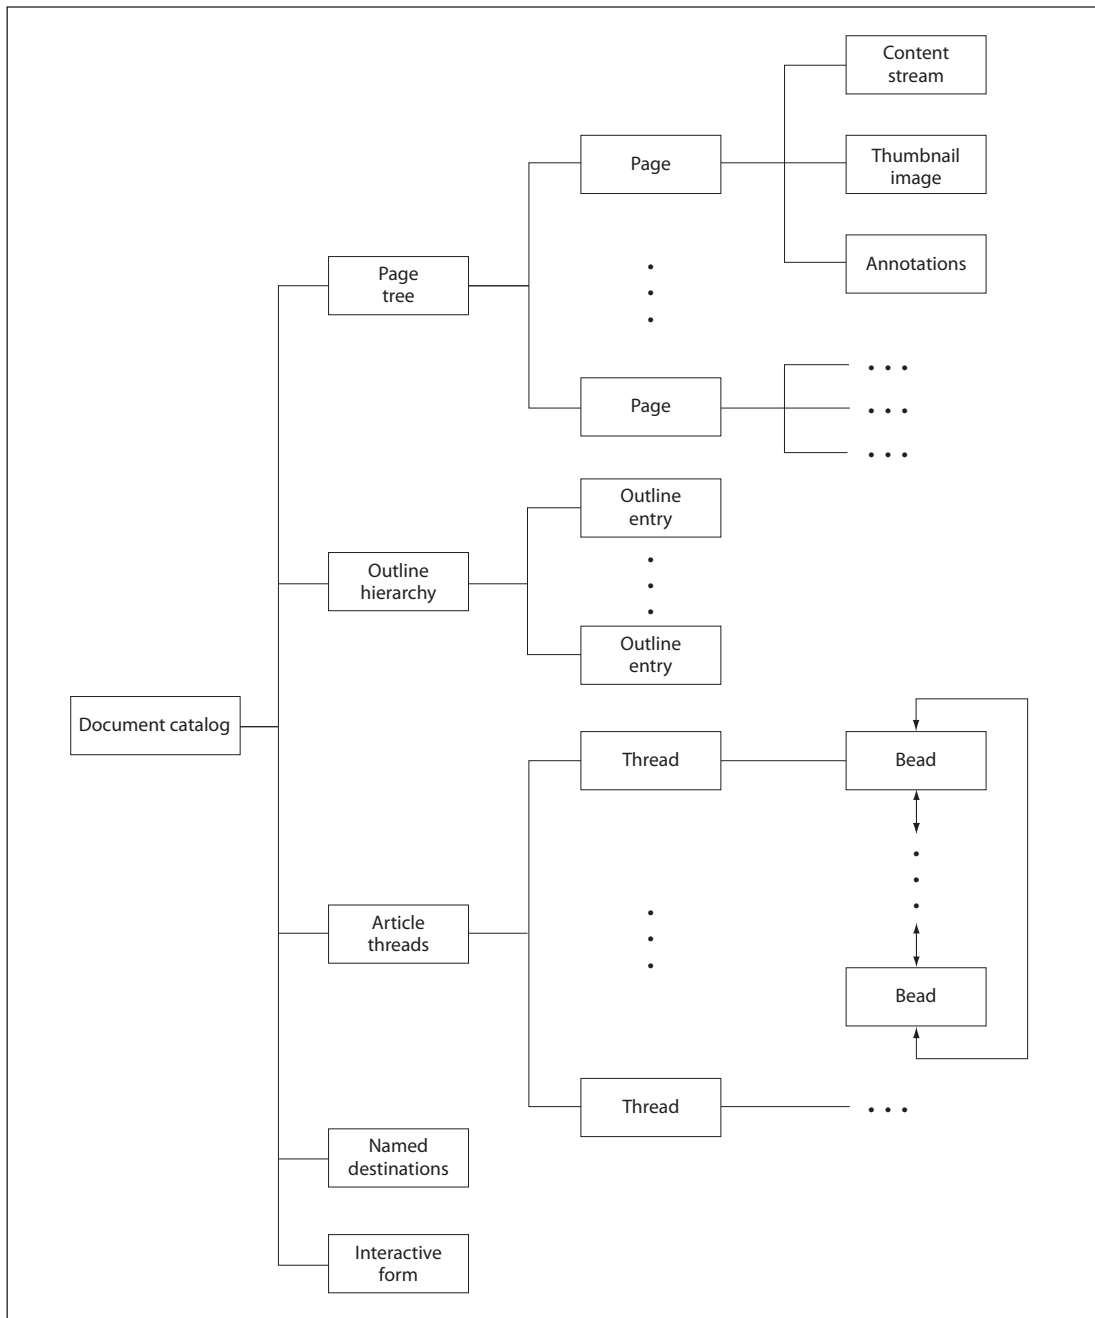 Content
stream
Page
Thumbnail
image
Annotations
Page
tree
Page
Outline
entry
Outline
hierarchy
Outline
entry
Document catalog
Thread
Bead
Article
threads
Bead
Thread
Named
destinations
Interactive
form